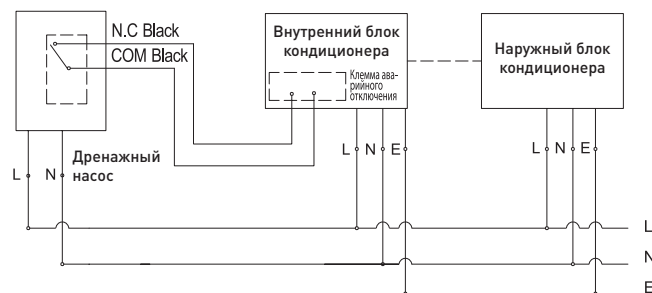 N.C Black
COM Black
Внутренний блок
кондиционера
Клемма ава-
рийного
отключения
Наружный блок
кондиционера
Дренажный
насос
L N
L N E
L N E
L
N
E